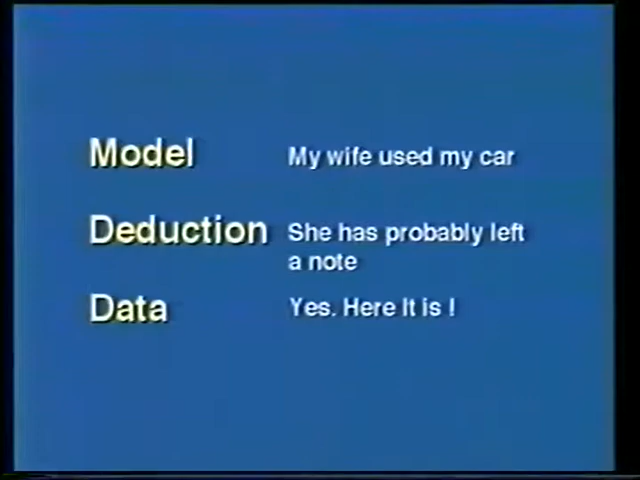 Model My wife used my car
Deduction She has probably left
a note
Data Yes. Here It is !